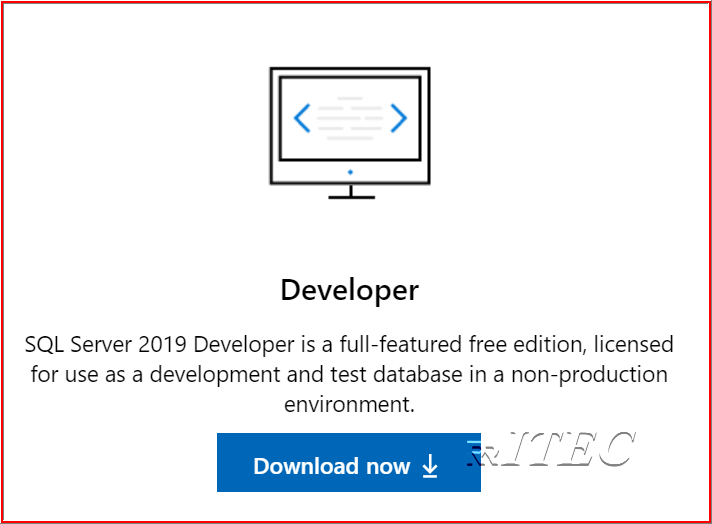 Developer
SQL Server 2019 Developer is a full-featured free edition, licensed
for use as a development and test database in a non-production
environment.
Download now
ITEC